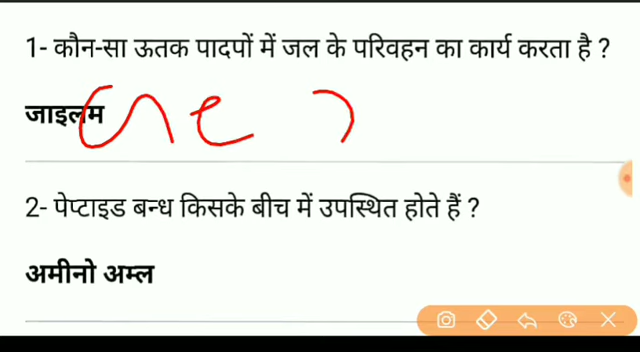 1- कौन-सा ऊतक पादपों में जल के परिवहन का कार्य करता है ?
जाइलम
2- पेप्टाइड बन्ध किसके बीच में उपस्थित होते हैं ?
अमीनो अम्ल